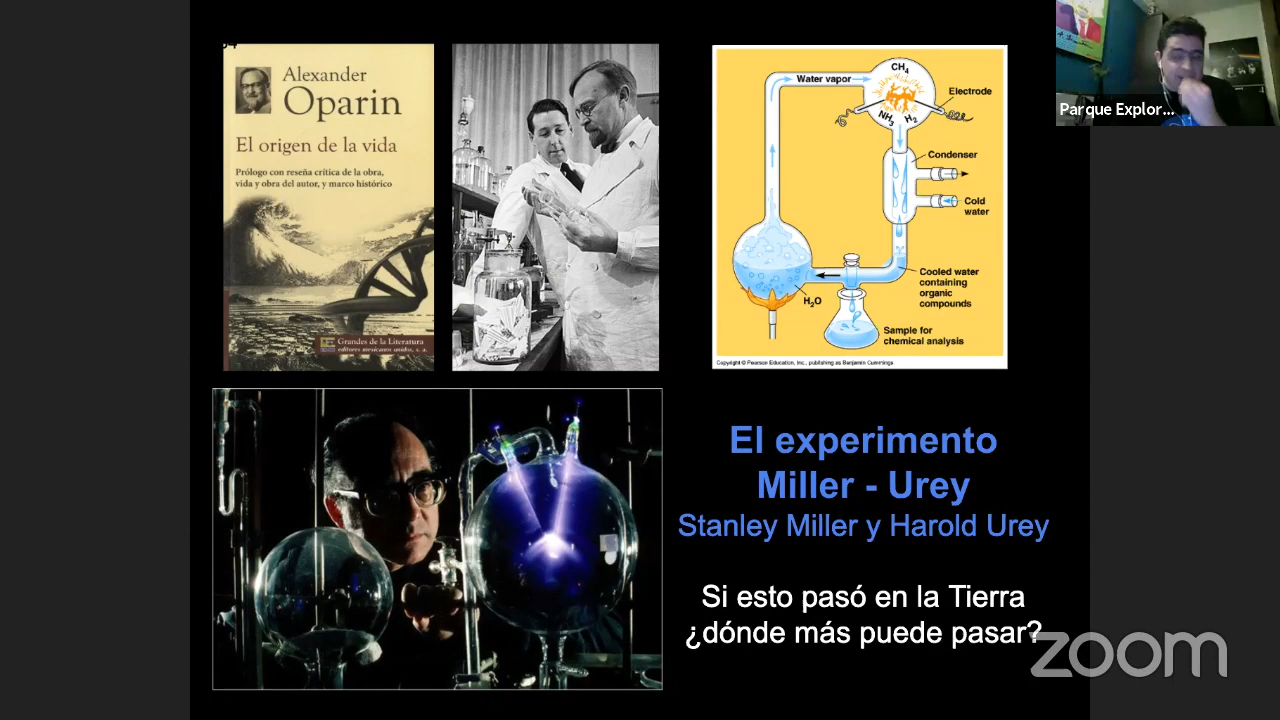 Alexander
Oparin
El origen de la vida
Prólogo con reseña crítica de la obra,
vida y obra del autor, y marco histórico
Grandes de la Literatura
editores mexicanos unidos, s. a.
Water vapor
CH4
Electrode
NH3
H2
Condenser
Cold
water
Cooled water
containing
organic
compounds
H2O
Sample for
chemical analysis
Copyright © Pearson Education, Inc., publishing as Benjamin Cummings
El experimento
Miller - Urey
Stanley Miller y Harold Urey
Si esto pasó en la Tierra
¿dónde más puede pasar?
Parque Explor...
zoom